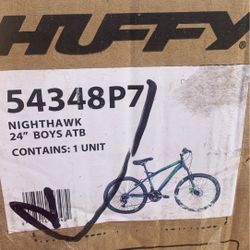 HUFFY
54348P7
NIGHTHAWK
24" BOYS ATB
CONTAINS: 1 UNIT